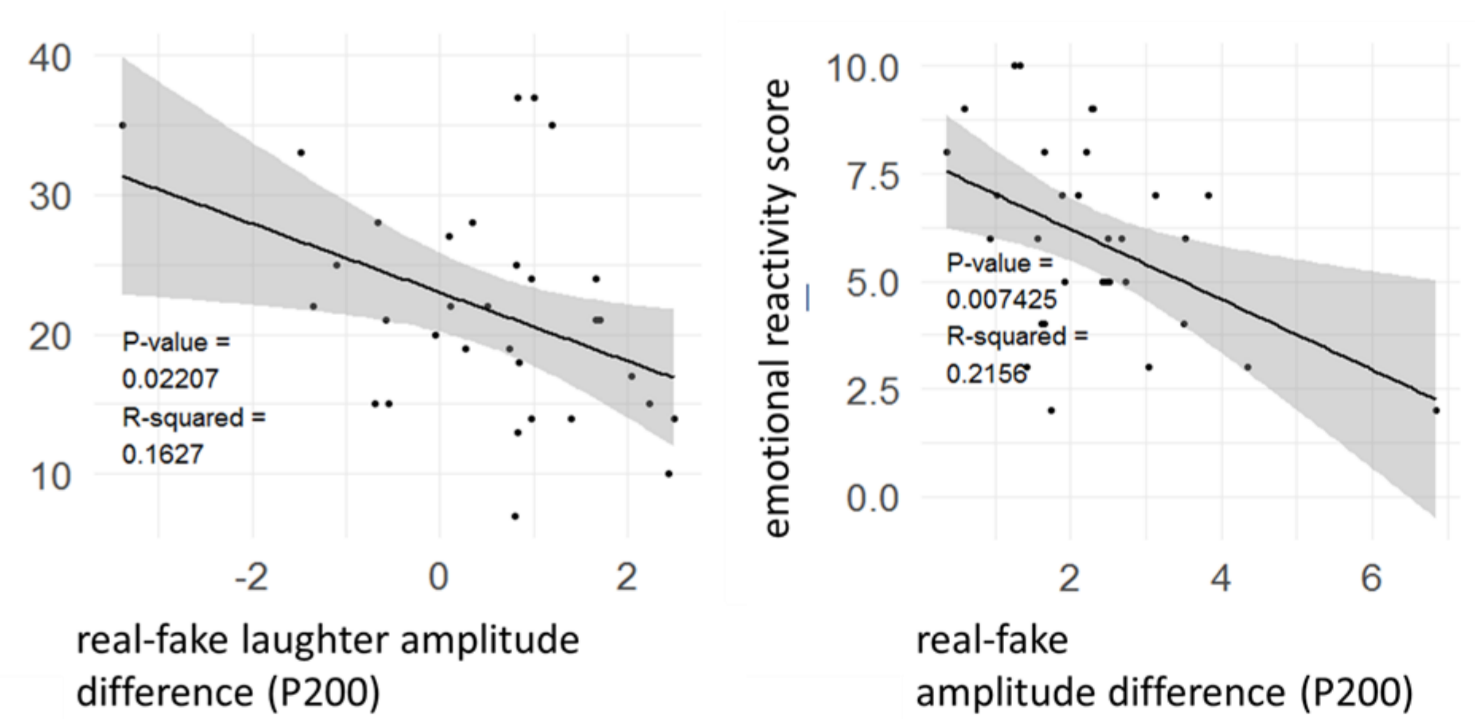 40
30
20
10
P-value =
0.02207
R-squared =
0.1627
-2 0 2
real-fake laughter amplitude
difference (P200)
emotional reactivity score
10.0
7.5
5.0
2.5
0.0
P-value =
0.007425
R-squared =
0.2156
2 4 6
real-fake
amplitude difference (P200)